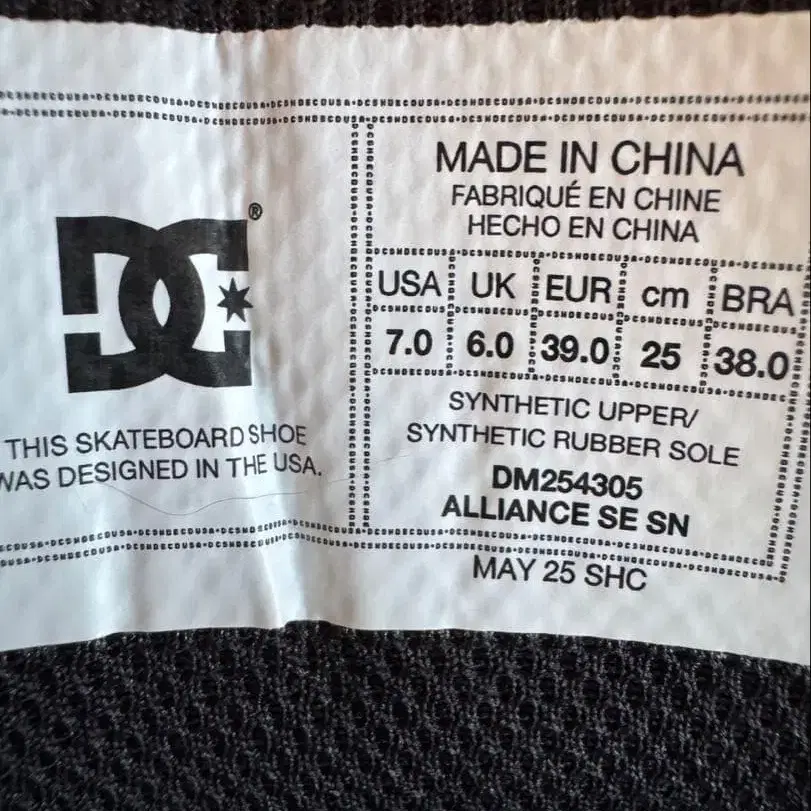 DC®
THIS SKATEBOARD SHOE
WAS DESIGNED IN THE USA.
MADE IN CHINA
FABRIQUÉ EN CHINE
HECHO EN CHINA
USA UK EUR cm BRA
7.0 6.0 39.0 25 38.0
SYNTHETIC UPPER/
SYNTHETIC RUBBER SOLE
DM254305
ALLIANCE SE SN
MAY 25 SHC